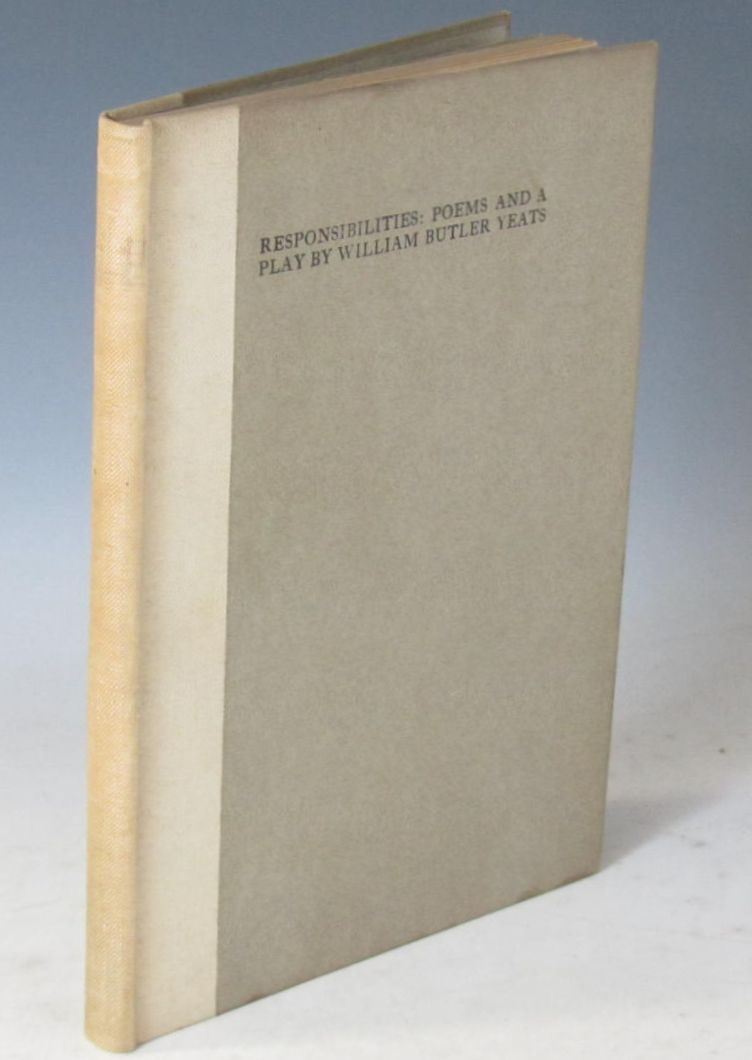 RESPONSIBILITIES: POEMS AND A
PLAY BY WILLIAM BUTLER YEATS